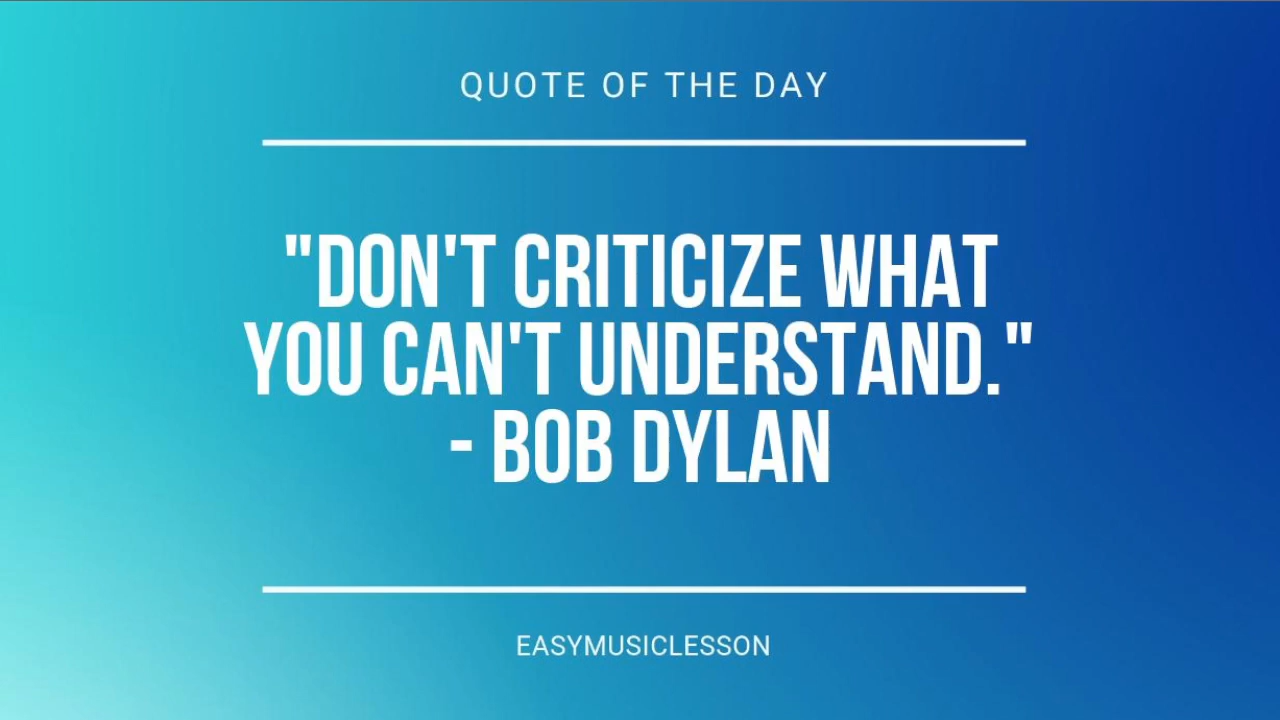 QUOTE OF THE DAY
"DON'T CRITICIZE WHAT
YOU CAN'T UNDERSTAND."
- BOB DYLAN
EASYMUSICLESSON